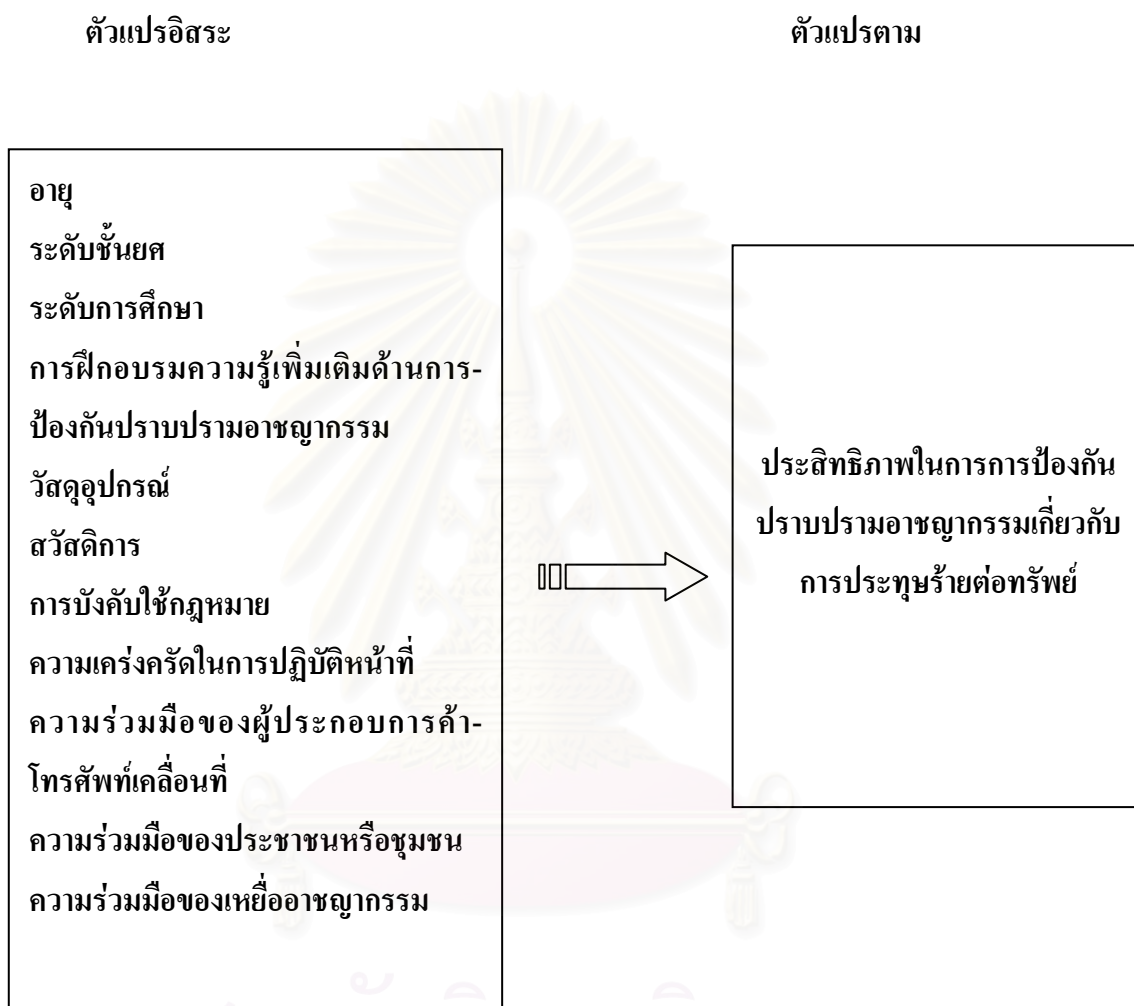 ตัวแปรอิสระ
ตัวแปรตาม
อายุ
ระดับชั้นยศ
ระดับการศึกษา
การฝึกอบรมความรู้เพิ่มเติมด้านการ-
ป้องกันปราบปรามอาชญากรรม
วัสดุอุปกรณ์
สวัสดิการ
การบังคับใช้กฎหมาย
ความเคร่งครัดในการปฏิบัติหน้าที่
ความร่วมมือของผู้ประกอบการค้า-
โทรศัพท์เคลื่อนที่
ความร่วมมือของประชาชนหรือชุมชน
ความร่วมมือของเหยื่ออาชญากรรม
ประสิทธิภาพในการการป้องกัน
ปราบปรามอาชญากรรมเกี่ยวกับ
การประทุษร้ายต่อทรัพย์